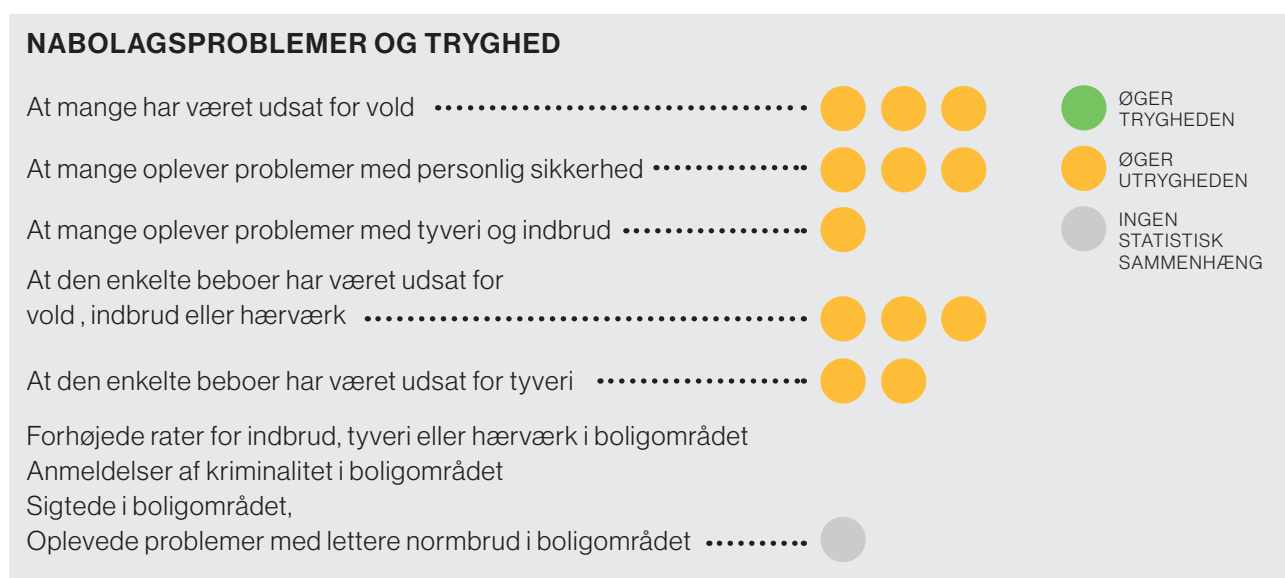 NABOLAGSPROBLEMER OG TRYGHED
At mange har været udsat for vold
At mange oplever problemer med personlig sikkerhed
At mange oplever problemer med tyveri og indbrud
At den enkelte beboer har været udsat for
vold , indbrud eller hærværk
At den enkelte beboer har været udsat for tyveri
Forhøjede rater for indbrud, tyveri eller hærværk i boligområdet
Anmeldelser af kriminalitet i boligområdet
Sigtede i boligområdet,
Oplevede problemer med lettere normbrud i boligområdet
ØGER
TRYGHEDEN
ØGER
UTRYGHEDEN
INGEN
STATISTISK
SAMMENHÆNG